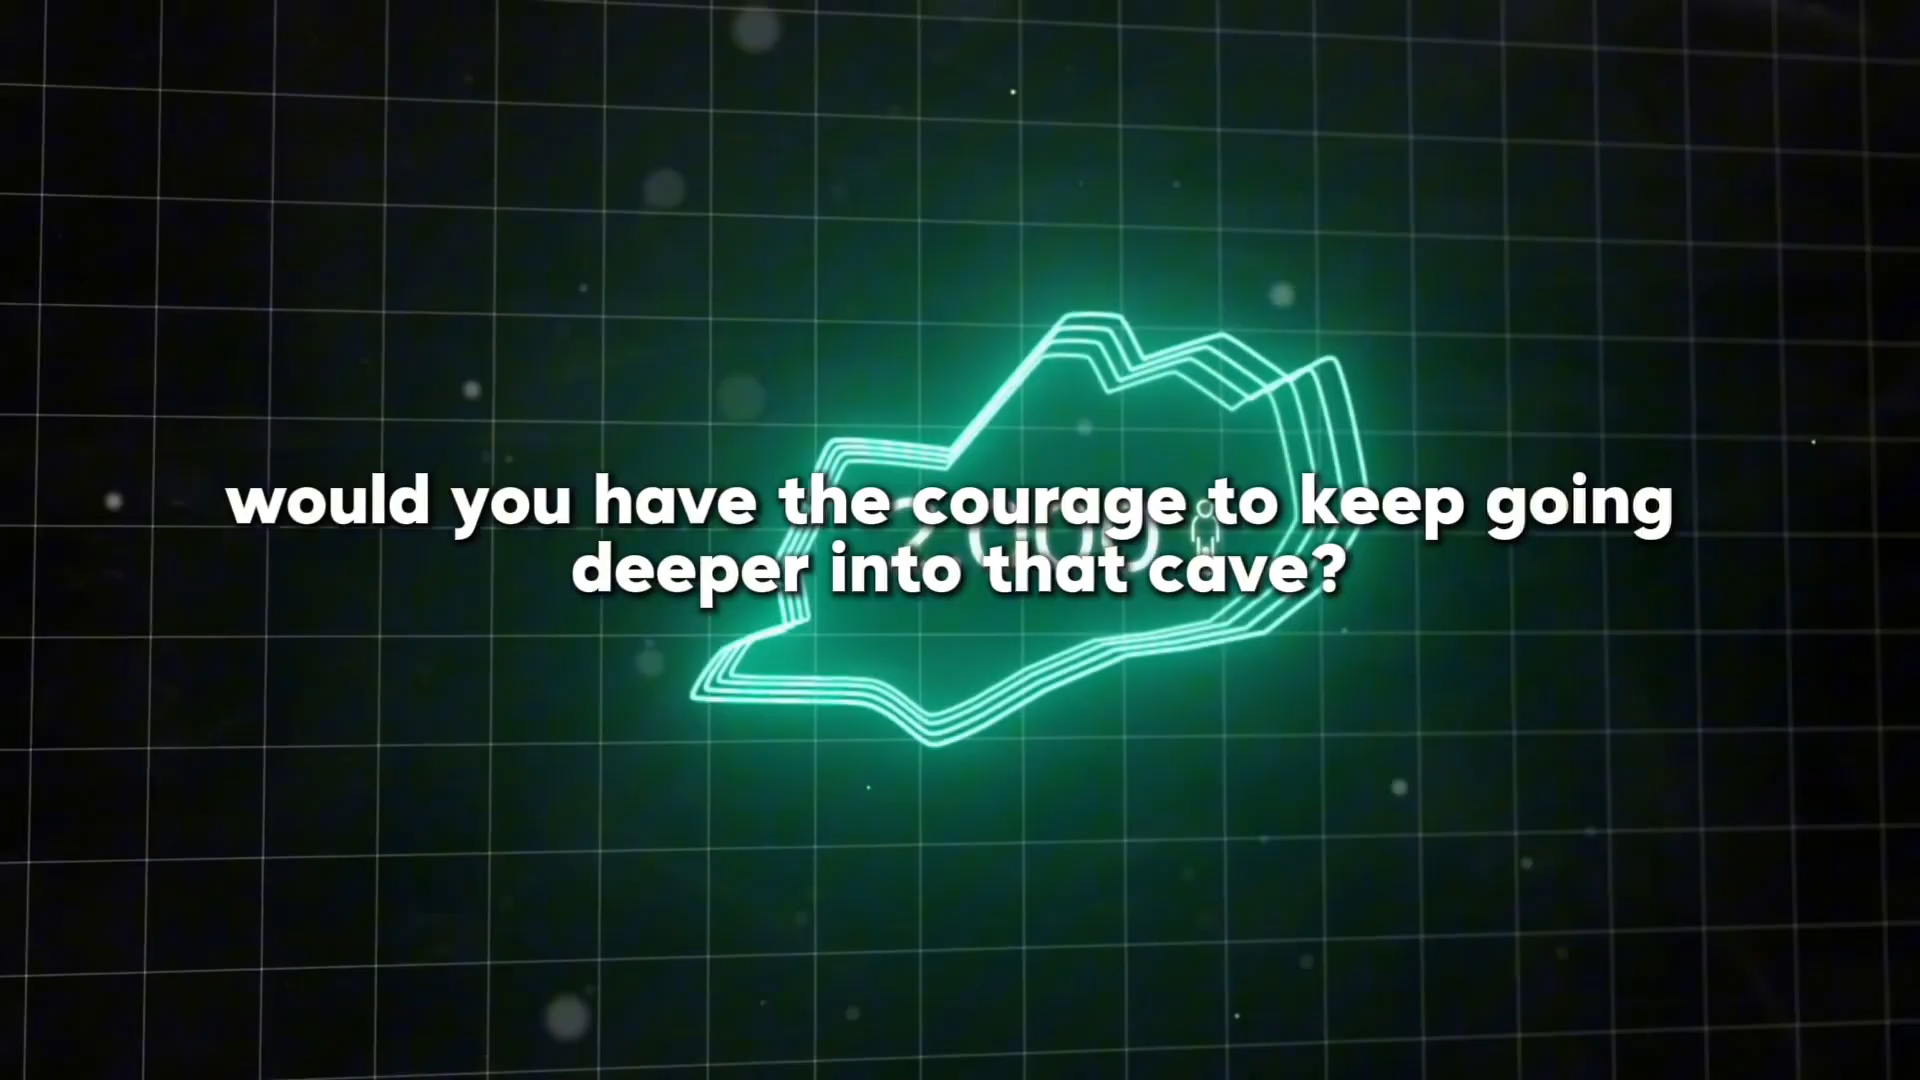 would you have the courage to keep going
deeper into that cave?